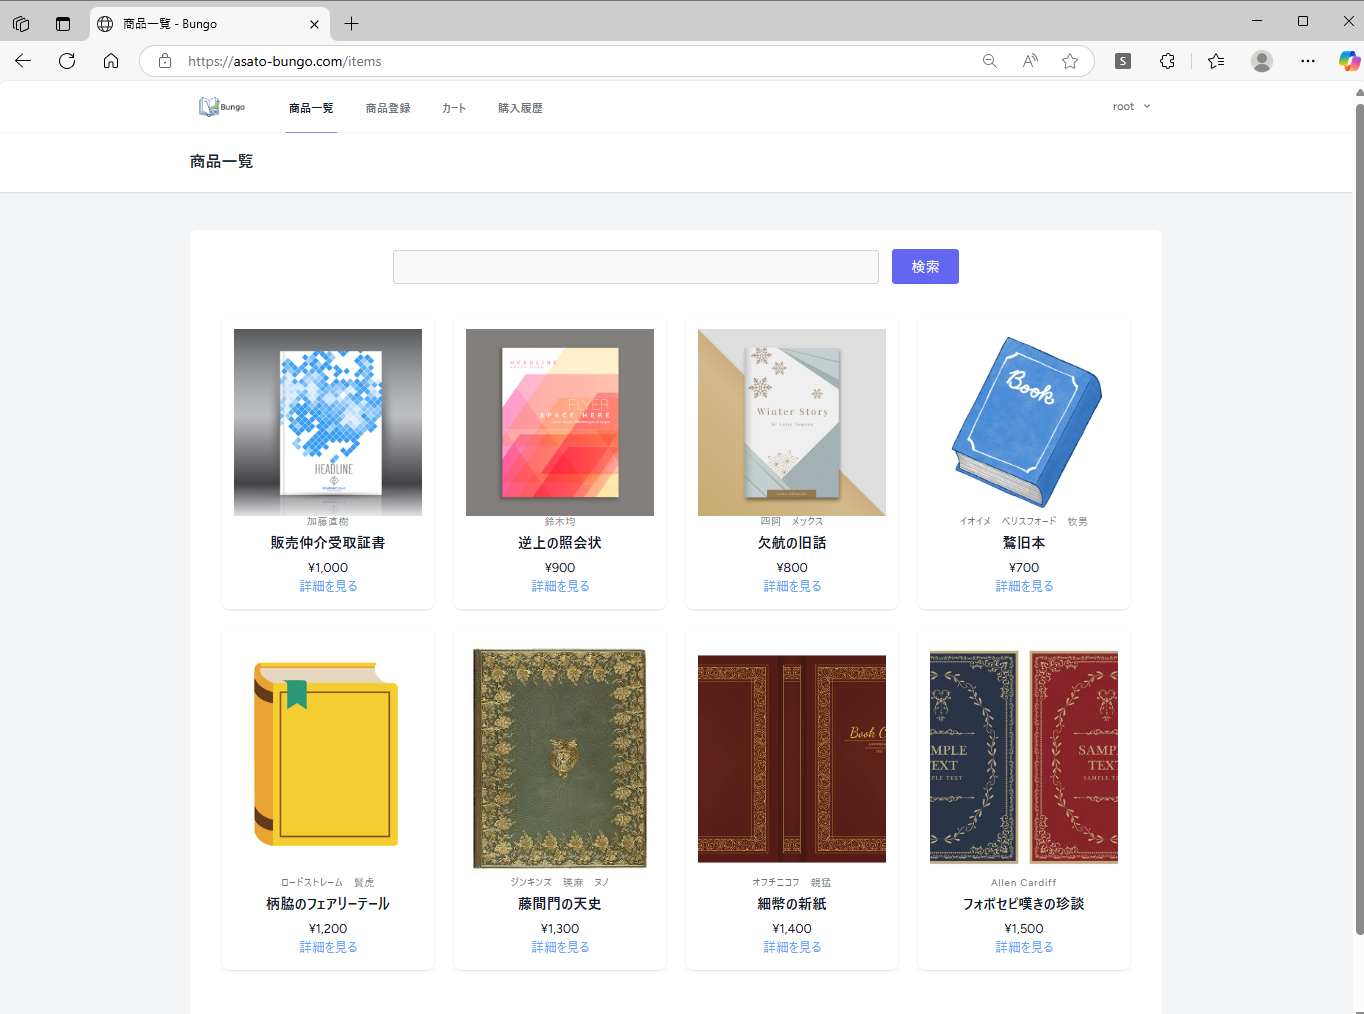 商品一覧 - Bungo
https://asato-bungo.com/items
S
Bungo 商品一覧 商品登録 カート 購入履歴 root
商品一覧
検索
HEADLINE
加藤直樹
販売仲介受取証書
¥1,000
詳細を見る
HEADLINE
FLYER
SPACE HERE
鈴木均
逆上の照会状
¥900
詳細を見る
Winter Story
四阿 メックス
欠航の旧話
¥800
詳細を見る
Book
イオイメ ベリスフォード 牧男
鷲旧本
¥700
詳細を見る
ロードストレーム 賢虎
柄脇のフェアリーテール
¥1,200
詳細を見る
ジンキンズ 瑛麻 ヌノ
藤間門の天史
¥1,300
詳細を見る
Book C
オフチニコフ 親猛
細幣の新紙
¥1,400
詳細を見る
MPLE
TEXT
PLE TEXT
SAMP
TEXT
SAMPLE T
Allen Cardiff
フォボセビ嘆きの珍談
¥1,500
詳細を見る